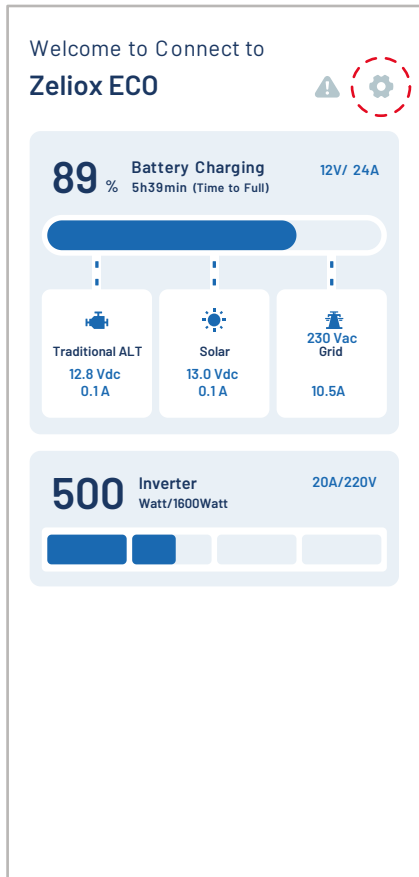 Welcome to Connect to
Zeliox ECO
89 %
Battery Charging
5h39min (Time to Full)
12V/ 24A
Traditional ALT
12.8 Vdc
0.1 A
Solar
13.0 Vdc
0.1 A
230 Vac
Grid
10.5A
500
Inverter
Watt/1600Watt
20A/220V